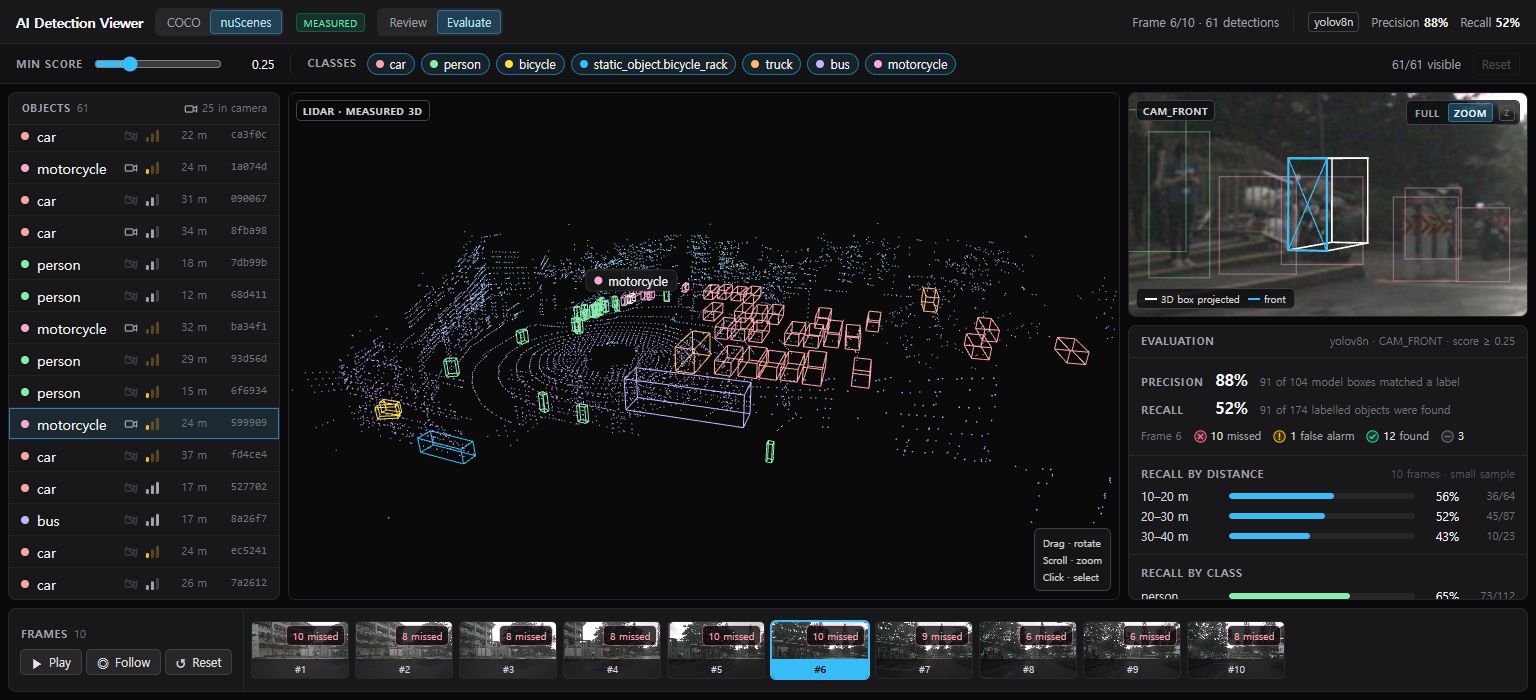 AI Detection Viewer COCO nuScenes MEASURED Review Evaluate Frame 6/10 · 61 detections yolov8n Precision 88% Recall 52%
MIN SCORE 0.25 CLASSES car person bicycle static_object.bicycle_rack truck bus motorcycle 61/61 visible Reset
OBJECTS 61 25 in camera
car 22 m ca3f0c
motorcycle 24 m 1a074d
car 31 m 090067
car 34 m 8fba98
person 18 m 7db99b
person 12 m 68d411
motorcycle 32 m ba34f1
person 29 m 93d56d
person 15 m 6f6934
motorcycle 24 m 599909
car 37 m fd4ce4
car 17 m 527702
bus 17 m 8a26f7
car 24 m ec5241
car 26 m 7a2612
LIDAR · MEASURED 3D
motorcycle
Drag · rotate
Scroll · zoom
Click · select
CAM_FRONT FULL ZOOM Z
3D box projected front
EVALUATION yolov8n · CAM_FRONT · score ≥ 0.25
PRECISION 88% 91 of 104 model boxes matched a label
RECALL 52% 91 of 174 labelled objects were found
Frame 6 10 missed 1 false alarm 12 found 3
RECALL BY DISTANCE 10 frames · small sample
10–20 m 56% 36/64
20–30 m 52% 45/87
30–40 m 43% 10/23
RECALL BY CLASS
person 65% 73/112
FRAMES 10
Play Follow Reset
10 missed 8 missed 8 missed 8 missed 10 missed 10 missed 9 missed 6 missed 6 missed 8 missed
#1 #2 #3 #4 #5 #6 #7 #8 #9 #10